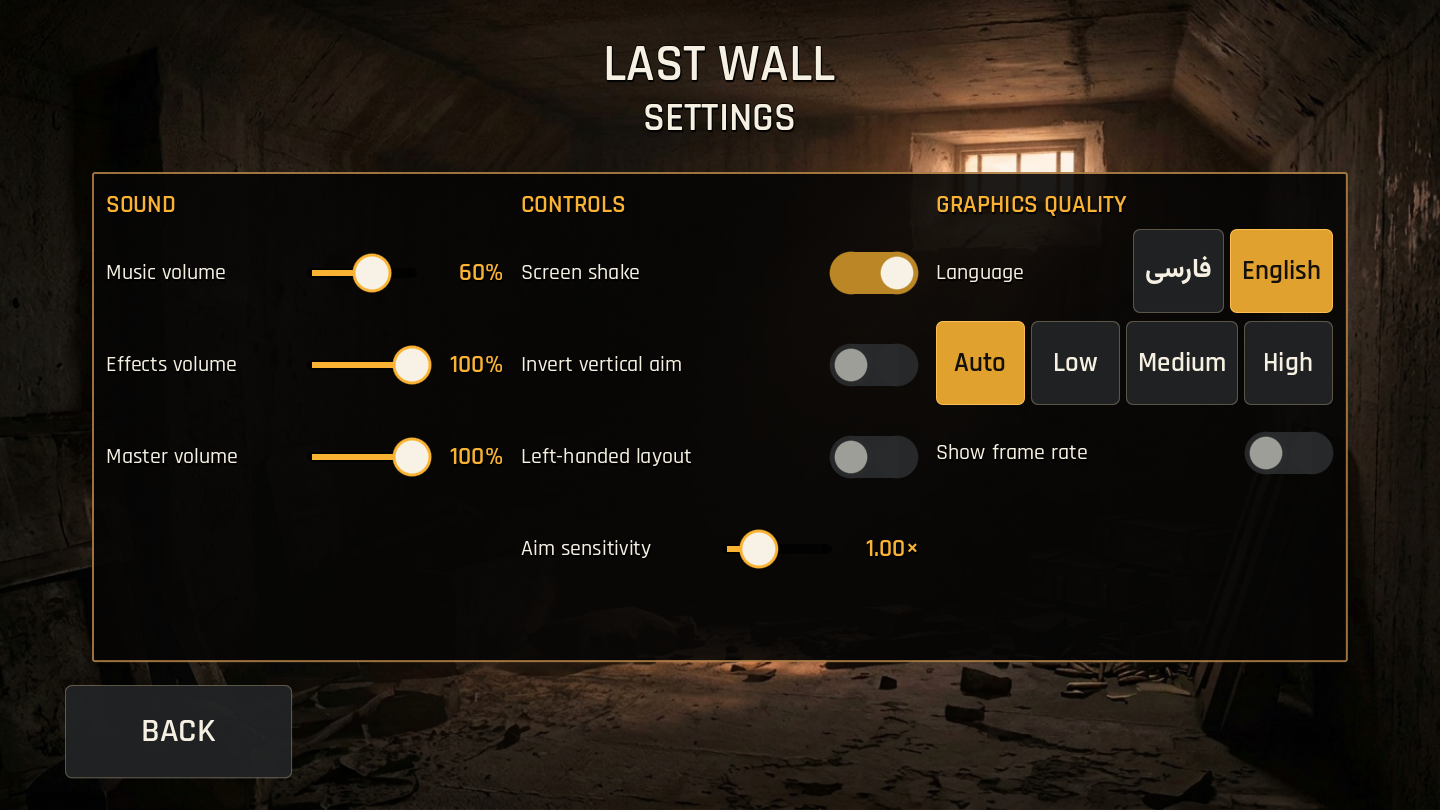 LAST WALL
SETTINGS
SOUND
Music volume 60%
Effects volume 100%
Master volume 100%
CONTROLS
Screen shake
Invert vertical aim
Left-handed layout
Aim sensitivity 1.00×
GRAPHICS QUALITY
Language فارسی English
Auto Low Medium High
Show frame rate
BACK